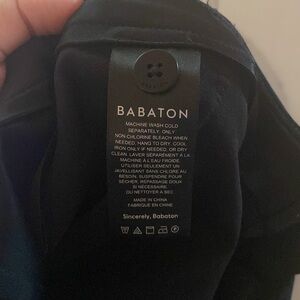 BABATON
MACHINE WASH COLD
SEPARATELY. ONLY
NON CHLORINE BLEACH WHEN
NEEDED. HANG TO DRY, COOL
IRON ONLY IF NEEDED, OR DRY
CLEAN. LAVER SÉPARÉMENT À LA
MACHINE À L'EAU FROIDE.
UTILISER SEULEMENT UN
JAVELLISANT SANS CHLORE AU
BESOIN. SUSPENDRE POUR
SÉCHER, REPASSAGE DOUX
SI NÉCESSAIRE,
OU NETTOYER À SEC.
MADE IN CHINA
FABRIQUÉ EN CHINE
Sincerely, Babaton